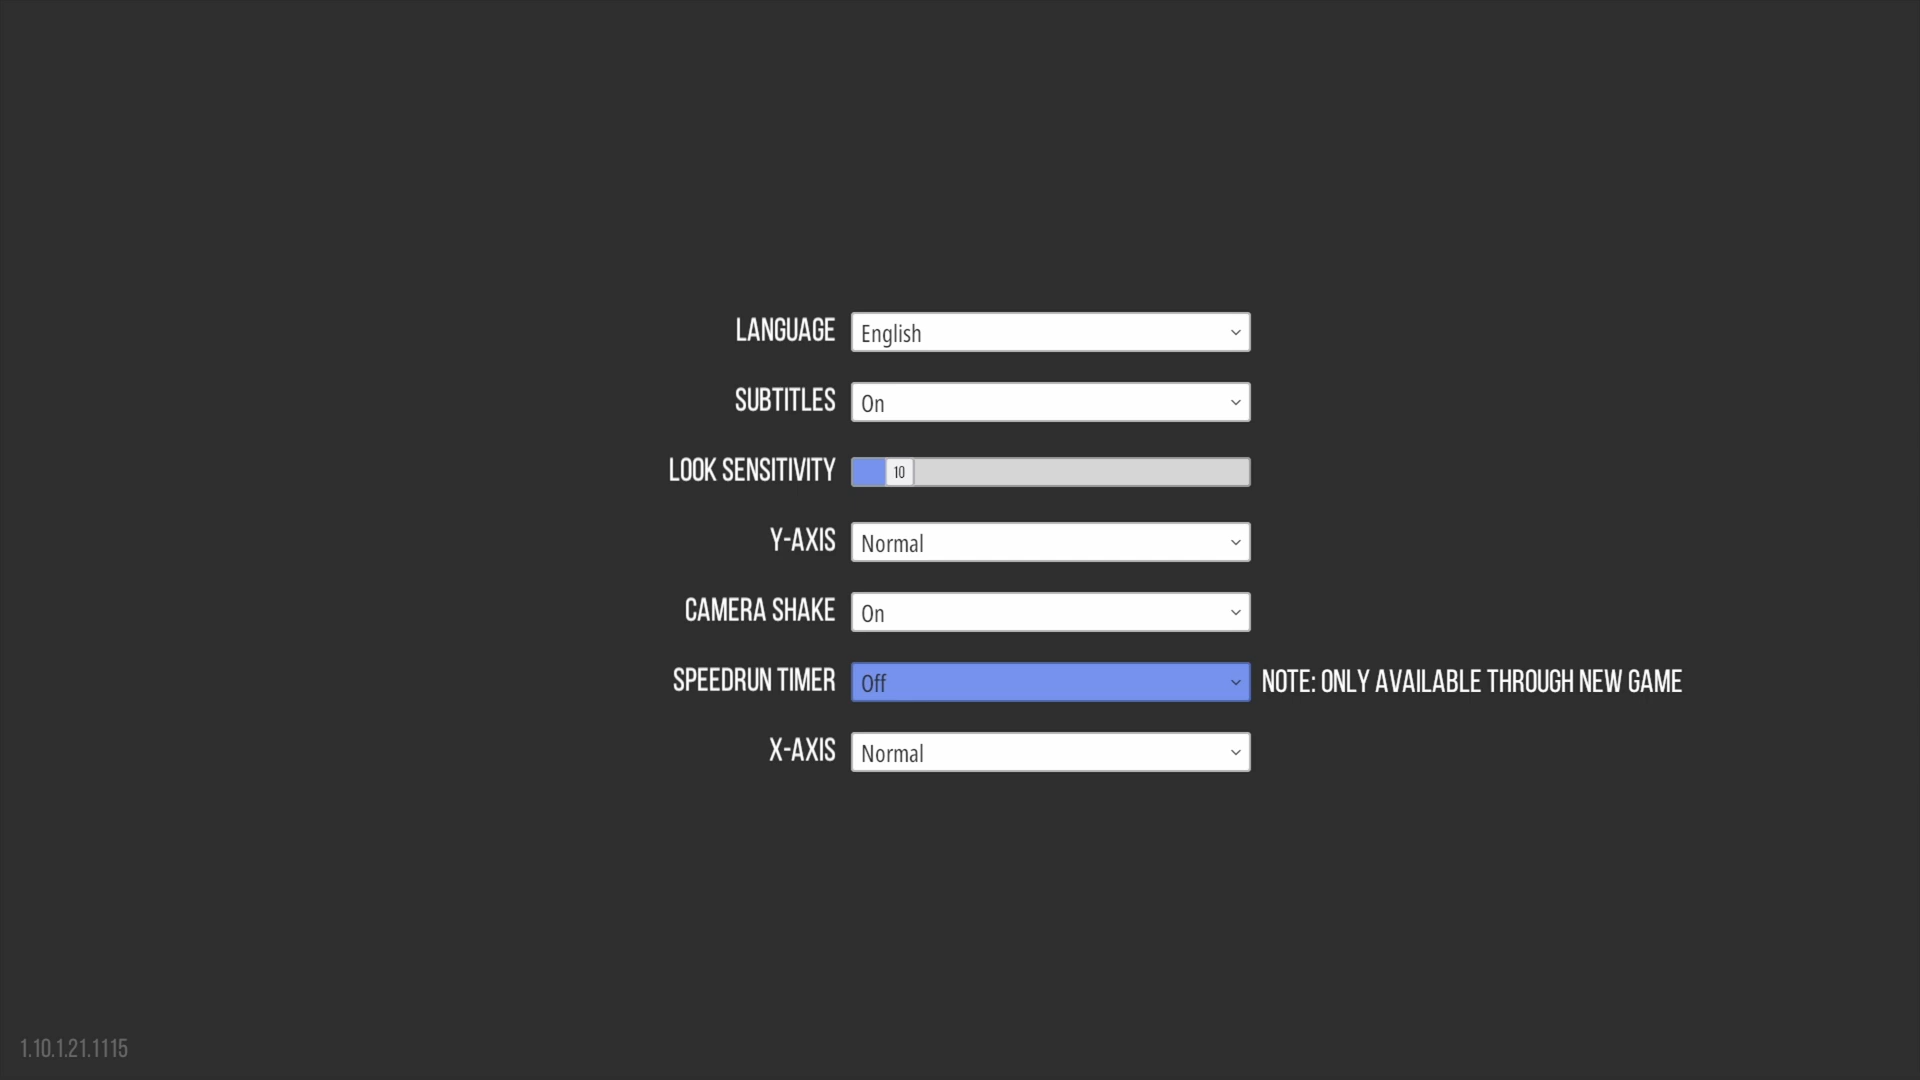 LANGUAGE English
SUBTITLES On
LOOK SENSITIVITY 10
Y-AXIS Normal
CAMERA SHAKE On
SPEEDRUN TIMER Off NOTE: ONLY AVAILABLE THROUGH NEW GAME
X-AXIS Normal
1.10.1.21.1115